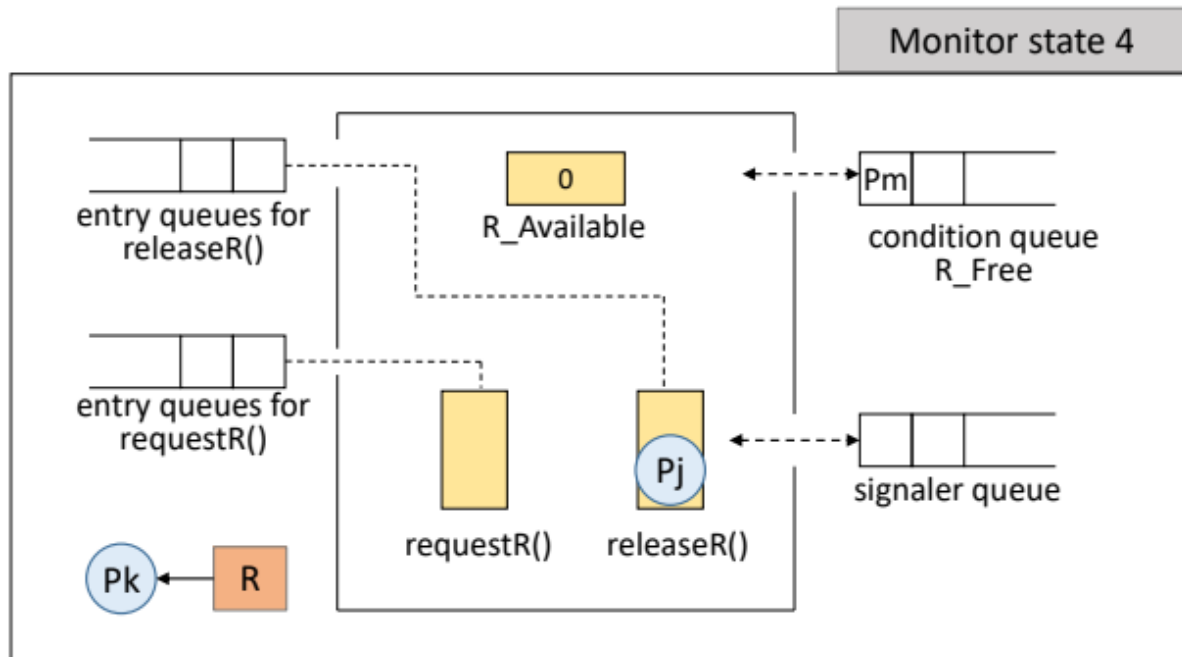 Monitor state 4
entry queues for
releaseR()
0
R_Available
Pm
condition queue
R_Free
entry queues for
requestR()
Pj
requestR()
releaseR()
signaler queue
Pk
R